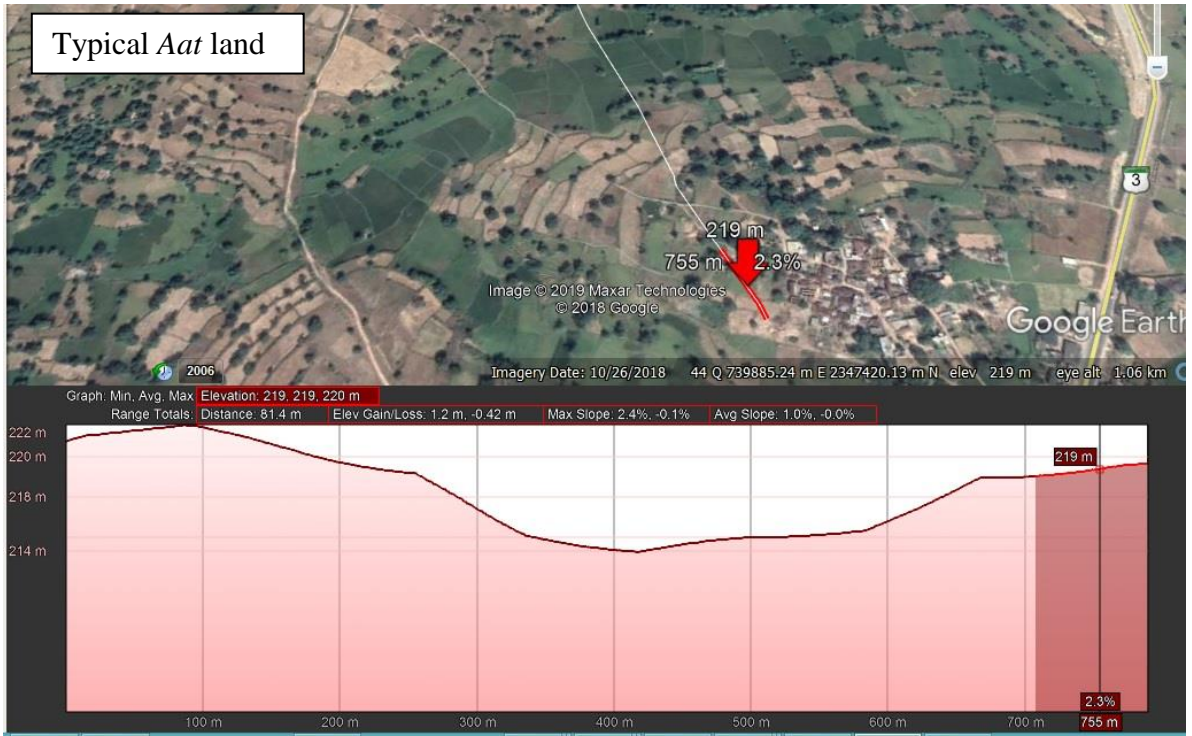 Typical Aat land
3
219 m
755 m 2.3%
Image © 2019 Maxar Technologies
© 2018 Google
Google Earth
2006
Imagery Date: 10/26/2018 44 Q 739885.24 m E 2347420.13 m N elev 219 m eye alt 1.06 km
Graph: Min, Avg, Max Elevation: 219, 219, 220 m
Range Totals: Distance: 81.4 m Elev Gain/Loss: 1.2 m, -0.42 m Max Slope: 2.4%, -0.1% Avg Slope: 1.0%, -0.0%
222 m
220 m
219 m
218 m
214 m
2.3%
100 m 200 m 300 m 400 m 500 m 600 m 700 m 755 m